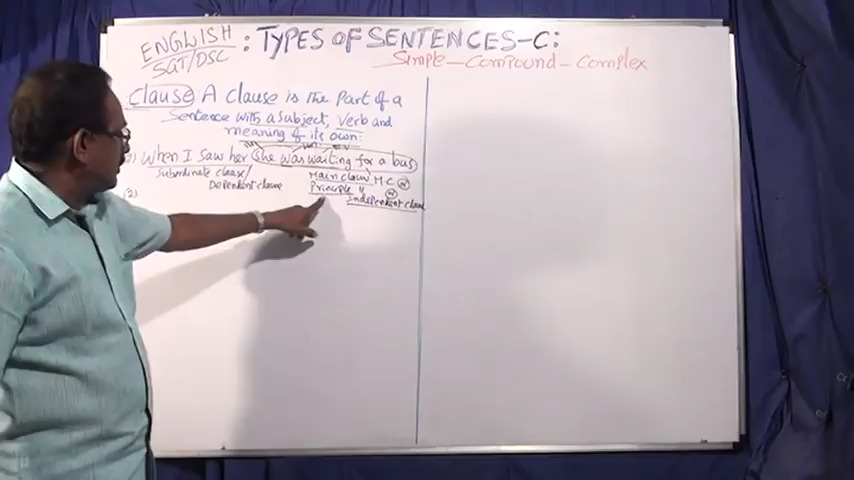 ENGLISH : TYPES OF SENTENCES-C:
SGT/DSC
Simple-Compound-Complex
Clause A Clause is the Part of a
Sentence with a Subject, Verb and
meaning of its own:
1) When I saw her she was waiting for a bus
Subordinate clause/ Main clause M.C or
Dependent clause Principle " or
Independent clause
(2)